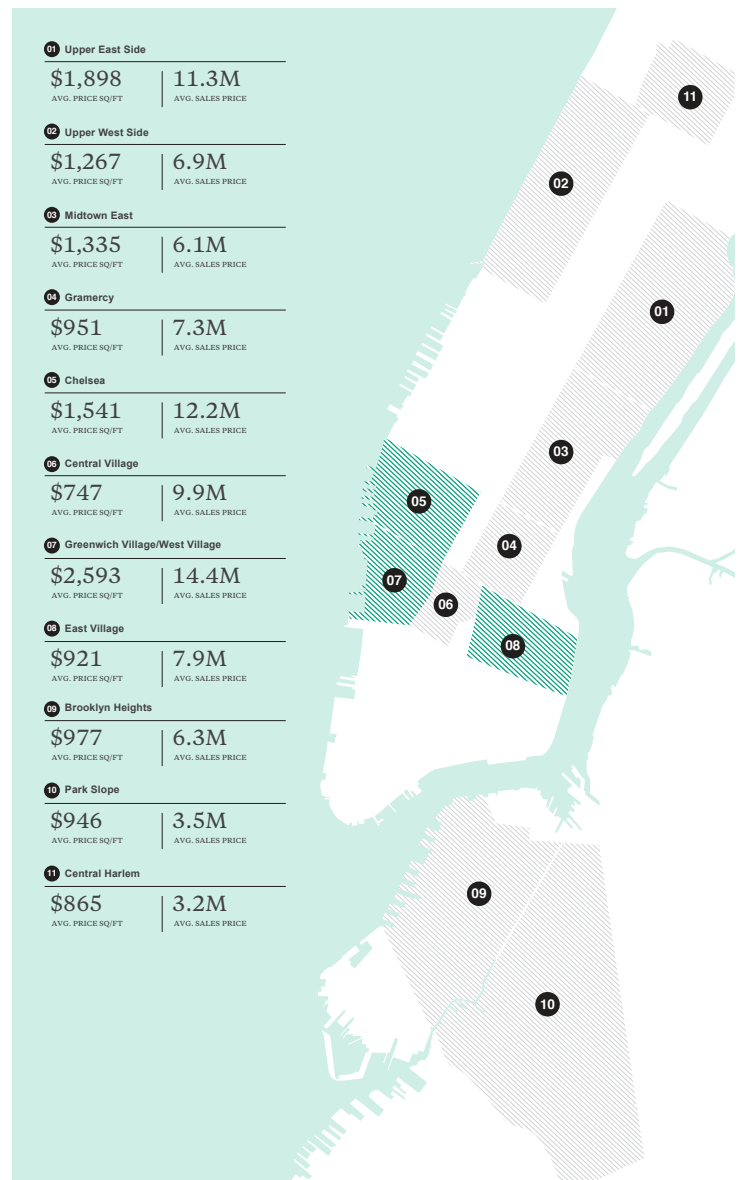 01 Upper East Side
$1,898 11.3M
AVG. PRICE SQ/FT AVG. SALES PRICE
02 Upper West Side
$1,267 6.9M
AVG. PRICE SQ/FT AVG. SALES PRICE
03 Midtown East
$1,335 6.1M
AVG. PRICE SQ/FT AVG. SALES PRICE
04 Gramercy
$951 7.3M
AVG. PRICE SQ/FT AVG. SALES PRICE
05 Chelsea
$1,541 12.2M
AVG. PRICE SQ/FT AVG. SALES PRICE
06 Central Village
$747 9.9M
AVG. PRICE SQ/FT AVG. SALES PRICE
07 Greenwich Village/West Village
$2,593 14.4M
AVG. PRICE SQ/FT AVG. SALES PRICE
08 East Village
$921 7.9M
AVG. PRICE SQ/FT AVG. SALES PRICE
09 Brooklyn Heights
$977 6.3M
AVG. PRICE SQ/FT AVG. SALES PRICE
10 Park Slope
$946 3.5M
AVG. PRICE SQ/FT AVG. SALES PRICE
11 Central Harlem
$865 3.2M
AVG. PRICE SQ/FT AVG. SALES PRICE
11
02
01
03
05
04
07
06
08
09
10